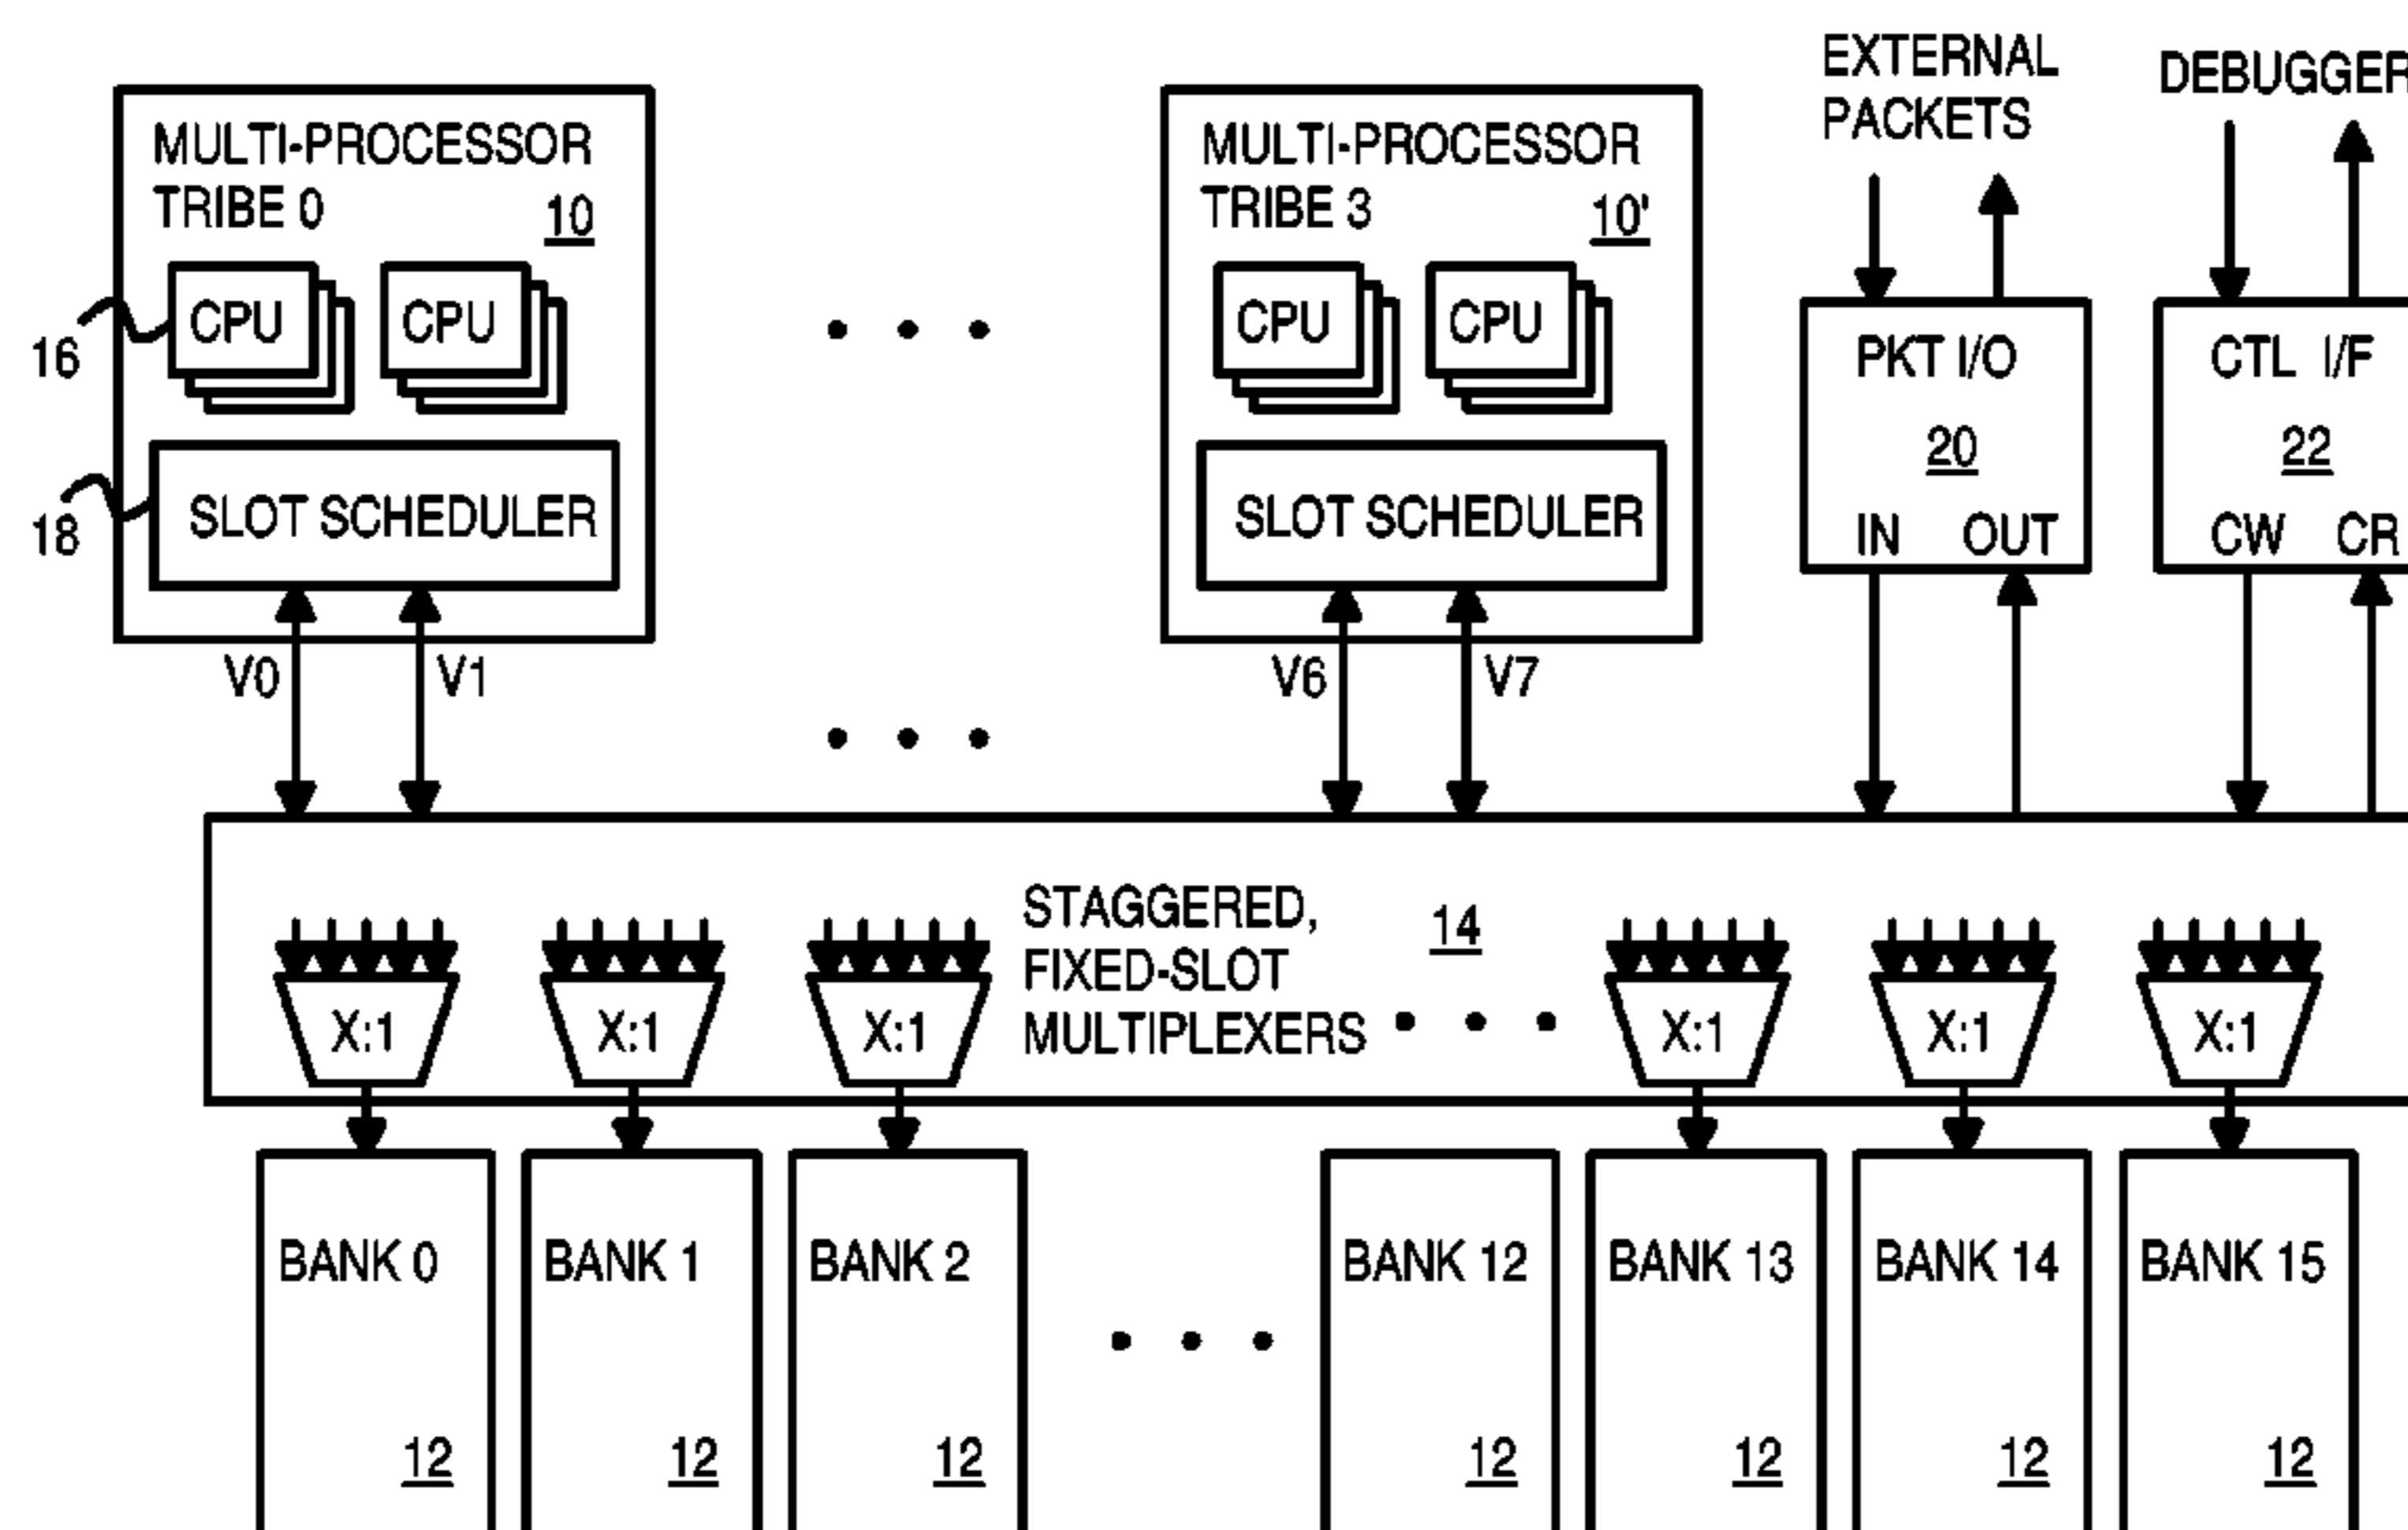 MULTI-PROCESSOR
TRIBE 0
10
CPU
CPU
16
SLOT SCHEDULER
18
V0
V1
MULTI-PROCESSOR
TRIBE 3
10'
CPU
CPU
SLOT SCHEDULER
V6
V7
EXTERNAL
PACKETS
PKT I/O
20
IN OUT
DEBUGGER
CTL I/F
22
CW CR
STAGGERED,
FIXED-SLOT
MULTIPLEXERS
14
X:1
X:1
X:1
X:1
X:1
X:1
BANK 0
12
BANK 1
12
BANK 2
12
BANK 12
12
BANK 13
12
BANK 14
12
BANK 15
12